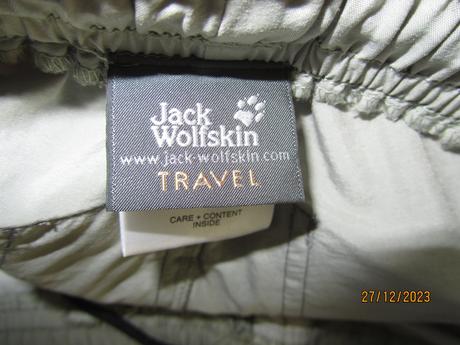 Jack
Wolfskin
www.jack-wolfskin.com
TRAVEL
CARE + CONTENT
INSIDE
27/12/2023